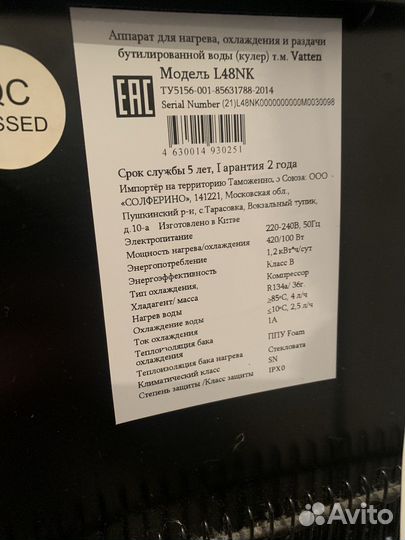 QC
SSED
Аппарат для нагрева, охлаждения и раздачи
бутилированной воды (кулер) т.м. Vatten
EAC
Модель L48NK
ТУ5156-001-85631788-2014
Serial Number (21)L48NK0000000000M0030098
4 630014 930251
Срок службы 5 лет, Гарантия 2 года
Импортёр на территорию Таможенно, о Союза: ООО
«СОЛФЕРИНО», 141221, Московская обл.,
Пушкинский р-н, с.Тарасовка, Вокзальный тупик,
д.10-а Изготовлено в Китае
Электропитание 220-240В, 50Гц
Мощность нагрева/охлаждения 420/100 Вт
Энергопотребление 1,2 кВт*ч/сут
Энергоэффективность Класс В
Тип охлаждения, Компрессор
Хладагент/ масса R134a/ 36г.
Нагрев воды ≥85°С, 4 л/ч
Охлаждение воды ≤10°С, 2,5 л/ч
Ток охлаждения 1А
Теплоизоляция бака ППУ Foam
охлаждения
Теплоизоляция бака нагрева Стекловата
Климатический класс SN
Степень защиты /Класс защиты IPX0
Avito